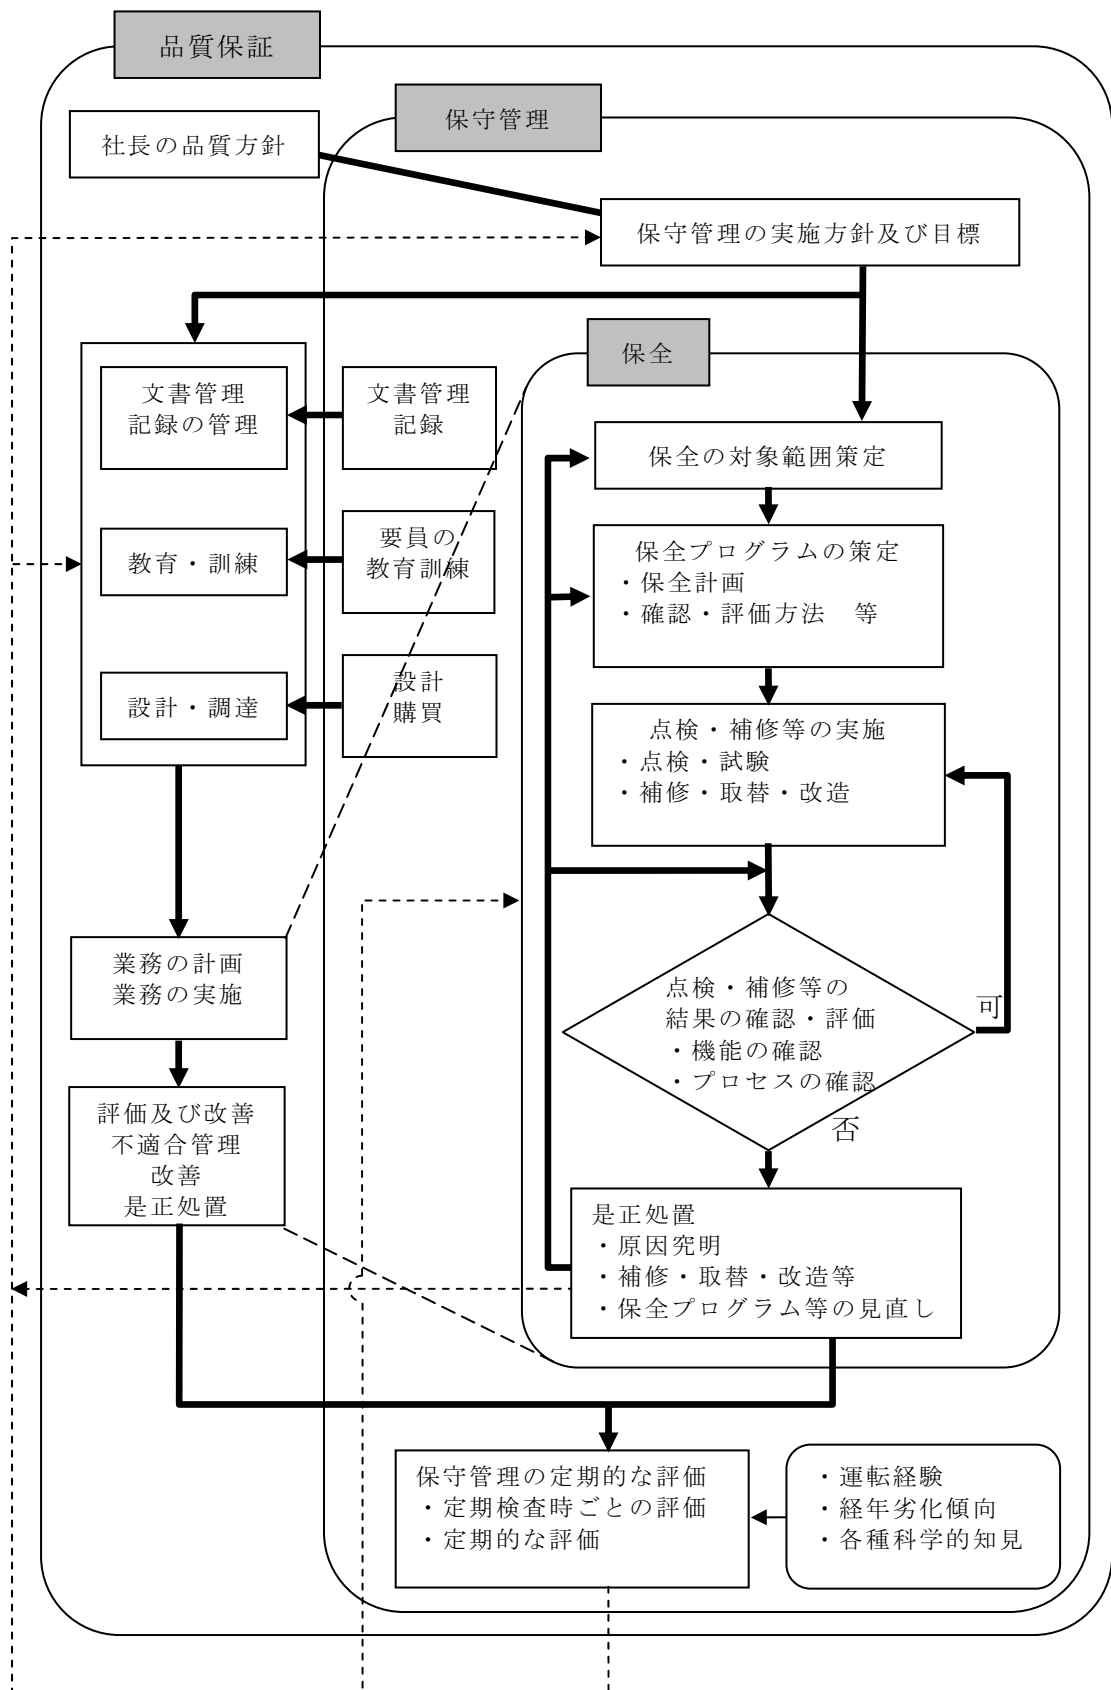 品質保証
保守管理
社長の品質方針
保守管理の実施方針及び目標
保全
文書管理
記録の管理
文書管理
記録
保全の対象範囲策定
教育・訓練
要員の
教育訓練
保全プログラムの策定
・保全計画
・確認・評価方法　等
設計・調達
設計
購買
点検・補修等の実施
・点検・試験
・補修・取替・改造
業務の計画
業務の実施
点検・補修等の
結果の確認・評価
・機能の確認
・プロセスの確認
可
否
評価及び改善
不適合管理
改善
是正処置
是正処置
・原因究明
・補修・取替・改造等
・保全プログラム等の見直し
保守管理の定期的な評価
・定期検査時ごとの評価
・定期的な評価
・運転経験
・経年劣化傾向
・各種科学的知見